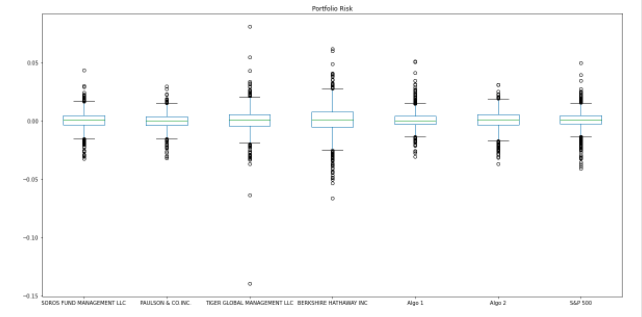 Portfolio Risk
0.05
0.00
−0.05
−0.10
−0.15
SOROS FUND MANAGEMENT LLC PAULSON & CO.INC. TIGER GLOBAL MANAGEMENT LLC BERKSHIRE HATHAWAY INC Algo 1 Algo 2 S&P 500